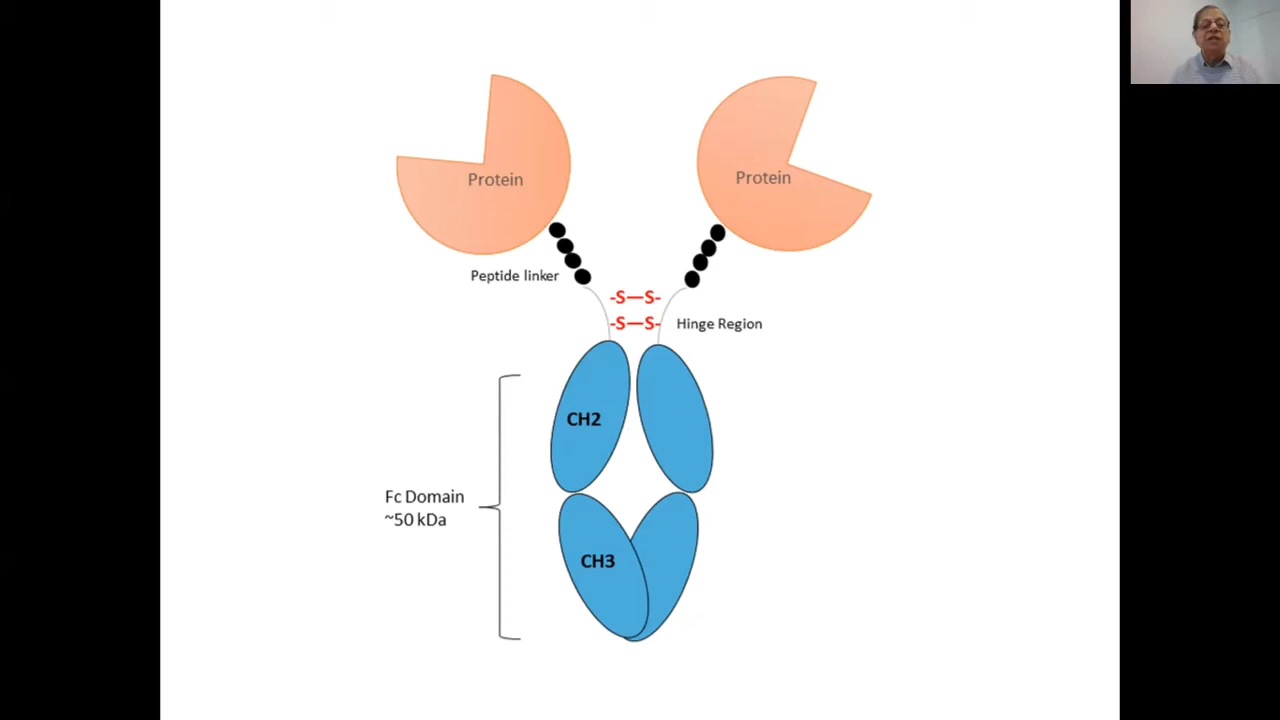 Protein
Protein
Peptide linker
-S—S-
-S—S-
Hinge Region
CH2
Fc Domain
~50 kDa
CH3